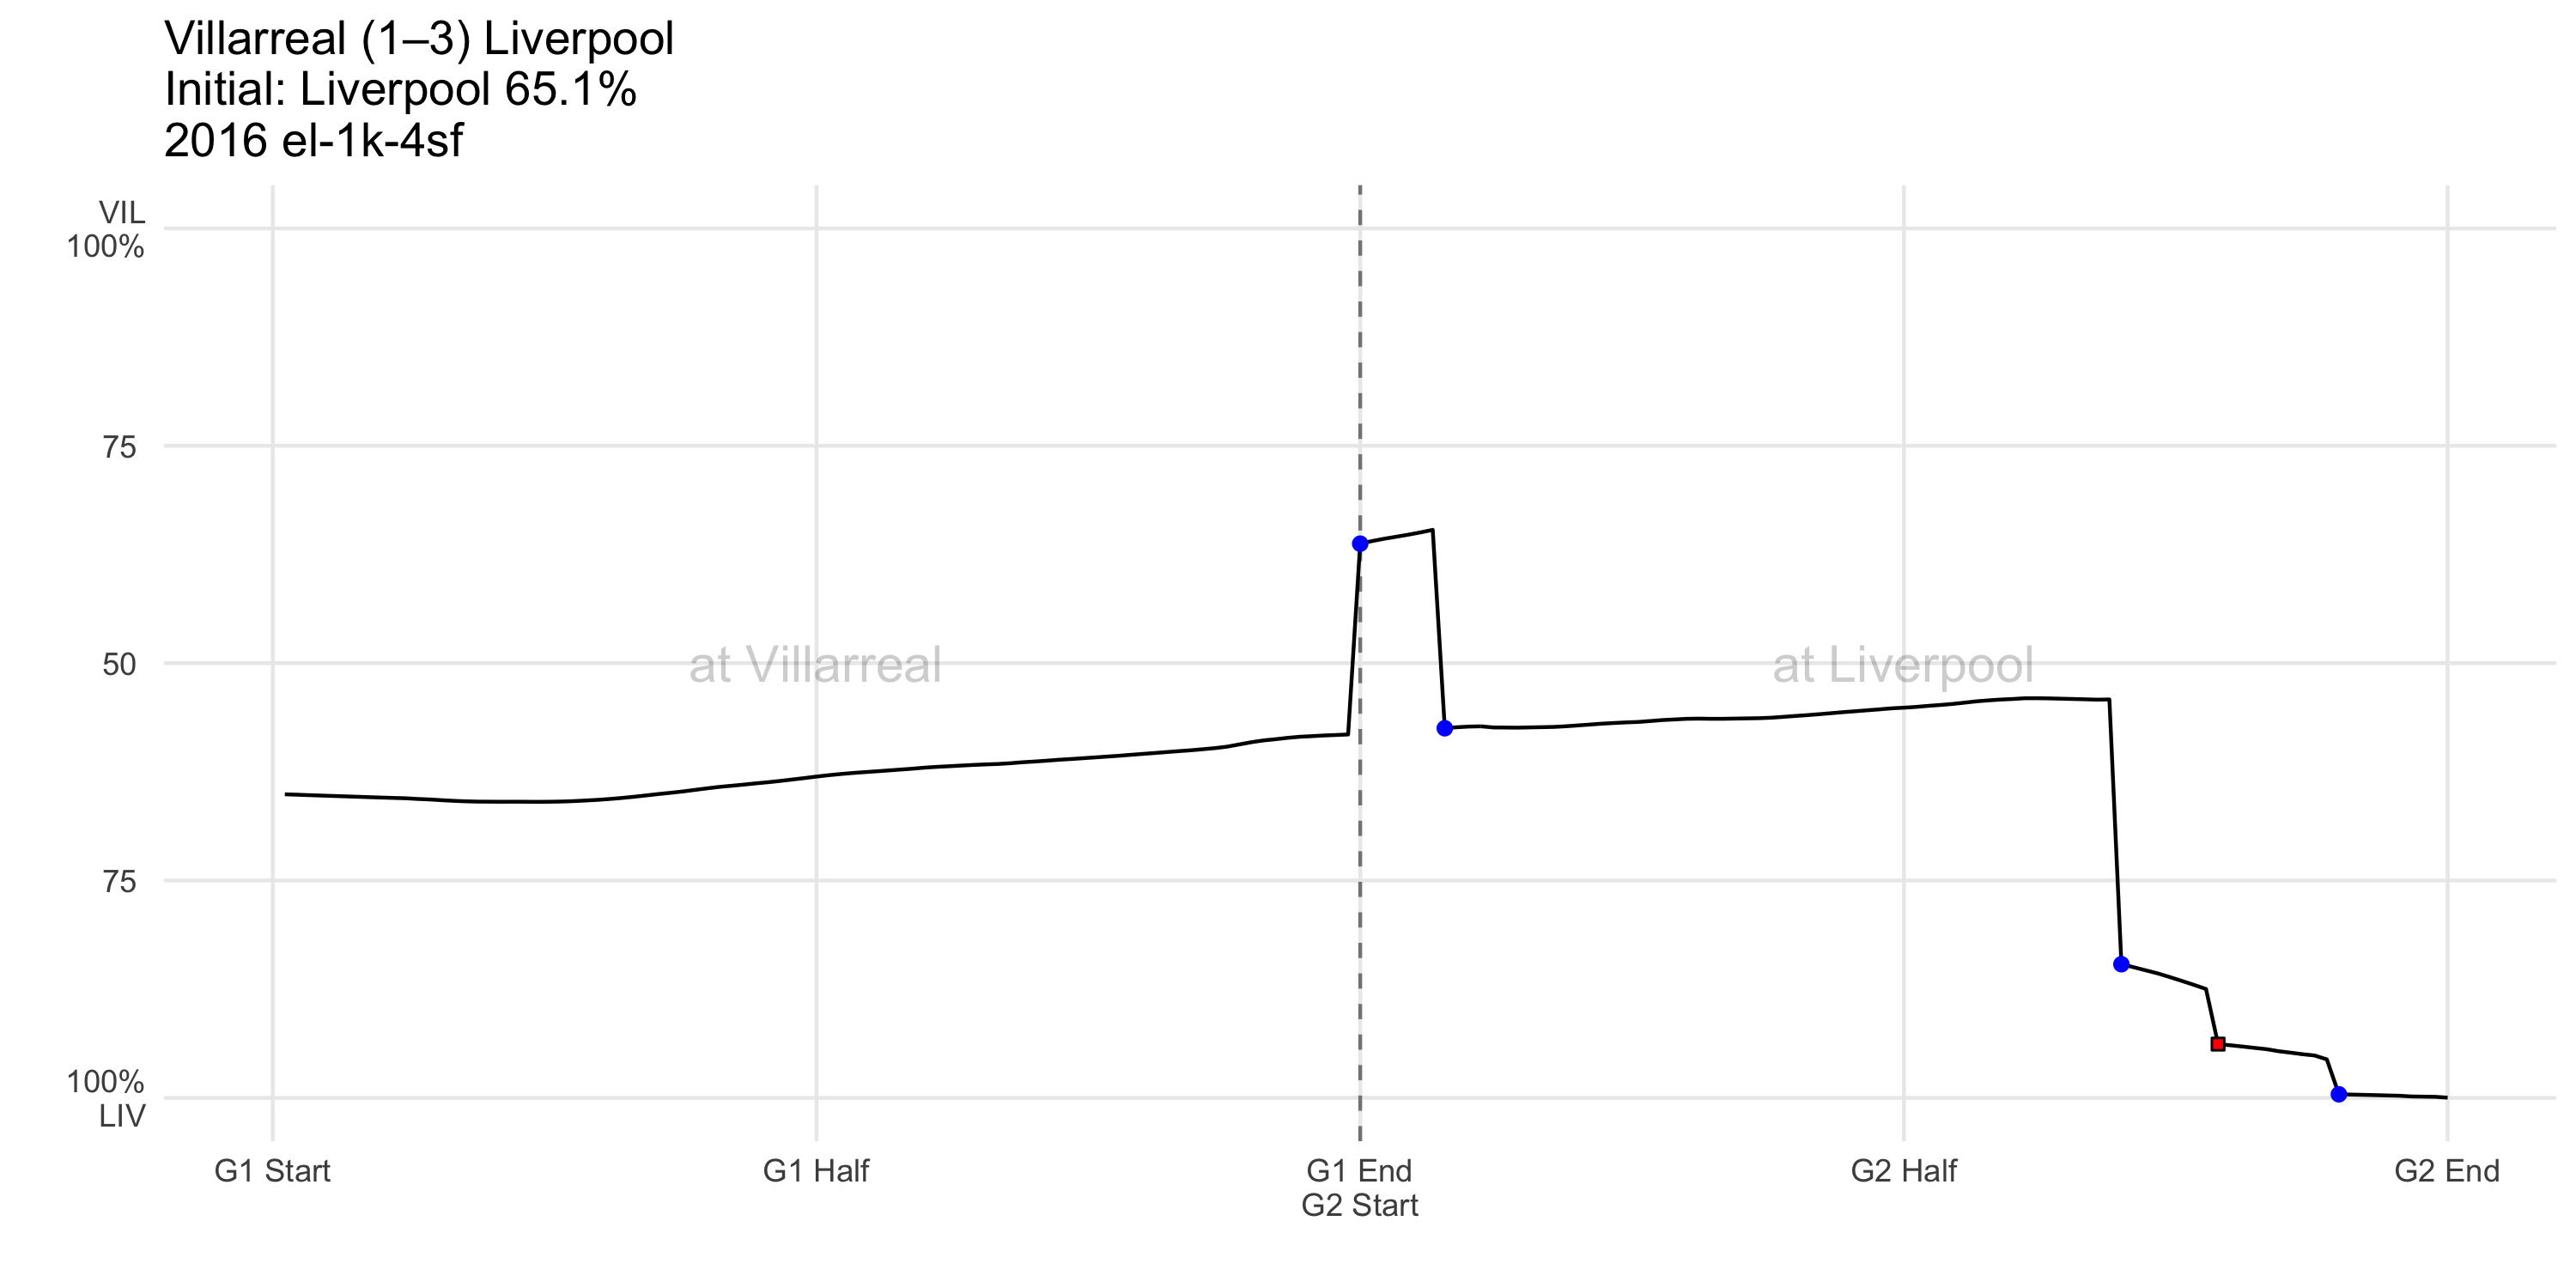 Villarreal (1–3) Liverpool
Initial: Liverpool 65.1%
2016 el-1k-4sf
VIL
100%
75
50
75
100%
LIV
at Villarreal
at Liverpool
G1 Start
G1 Half
G1 End
G2 Start
G2 Half
G2 End